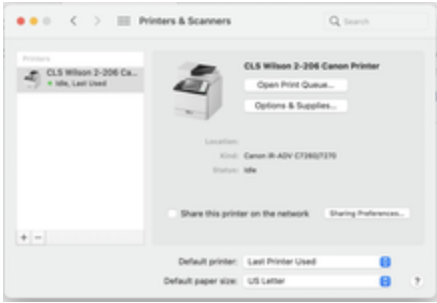 Printers & Scanners
Search
Printers
CLS Wilson 2-206 Ca...
Idle, Last Used
CLS Wilson 2-206 Canon Printer
Open Print Queue...
Options & Supplies...
Location:
Kind: Canon iR-ADV C7260/7270
Status: Idle
Share this printer on the network
Sharing Preferences...
+ −
Default printer: Last Printer Used
Default paper size: US Letter
?